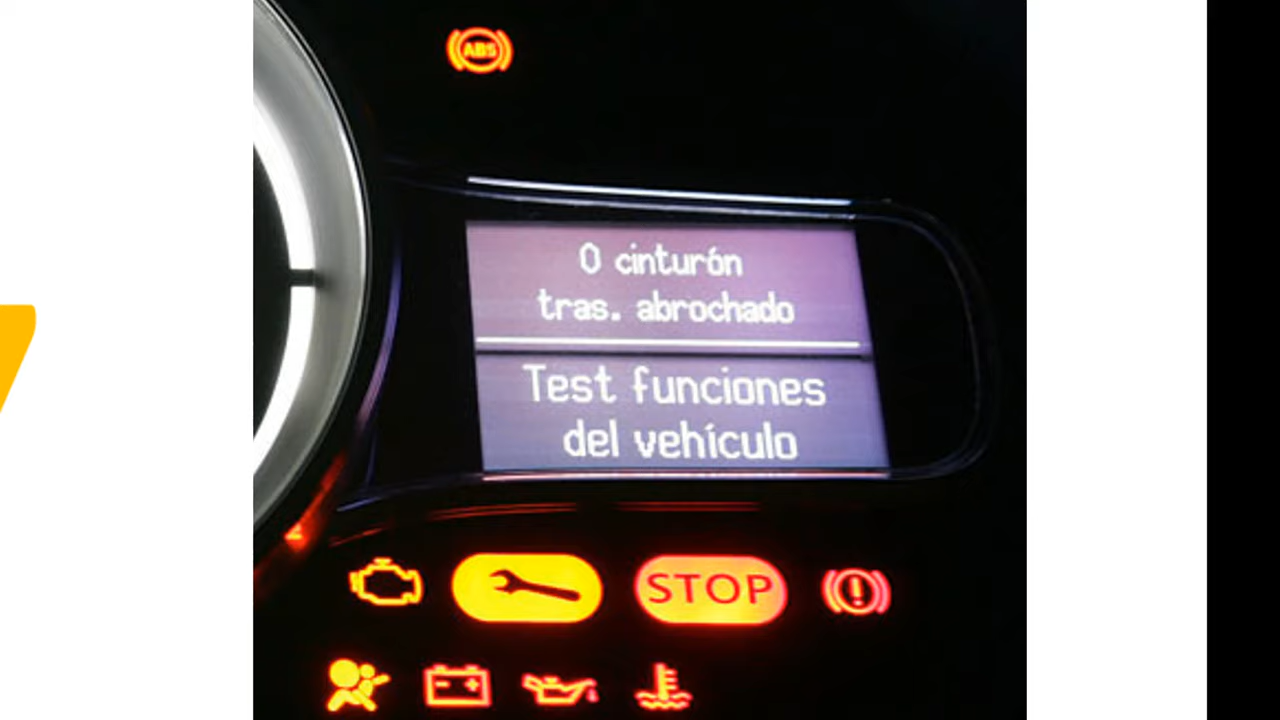 ABS
0 cinturón
tras. abrochado
Test funciones
del vehículo
STOP